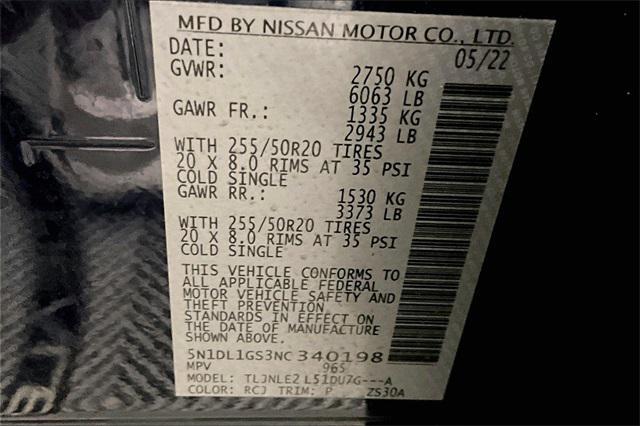 MFD BY NISSAN MOTOR CO., LTD.
DATE: 05/22
GVWR: 2750 KG
6063 LB
GAWR FR.: 1335 KG
2943 LB
WITH 255/50R20 TIRES
20 X 8.0 RIMS AT 35 PSI
COLD SINGLE
GAWR RR.: 1530 KG
3373 LB
WITH 255/50R20 TIRES
20 X 8.0 RIMS AT 35 PSI
COLD SINGLE
THIS VEHICLE CONFORMS TO
ALL APPLICABLE FEDERAL
MOTOR VEHICLE SAFETY AND
THEFT PREVENTION
STANDARDS IN EFFECT ON
THE DATE OF MANUFACTURE
SHOWN ABOVE.
5N1DL1GS3NC340198
MPV 965
MODEL:
COLOR: RCJ TRIM: P ZS30A